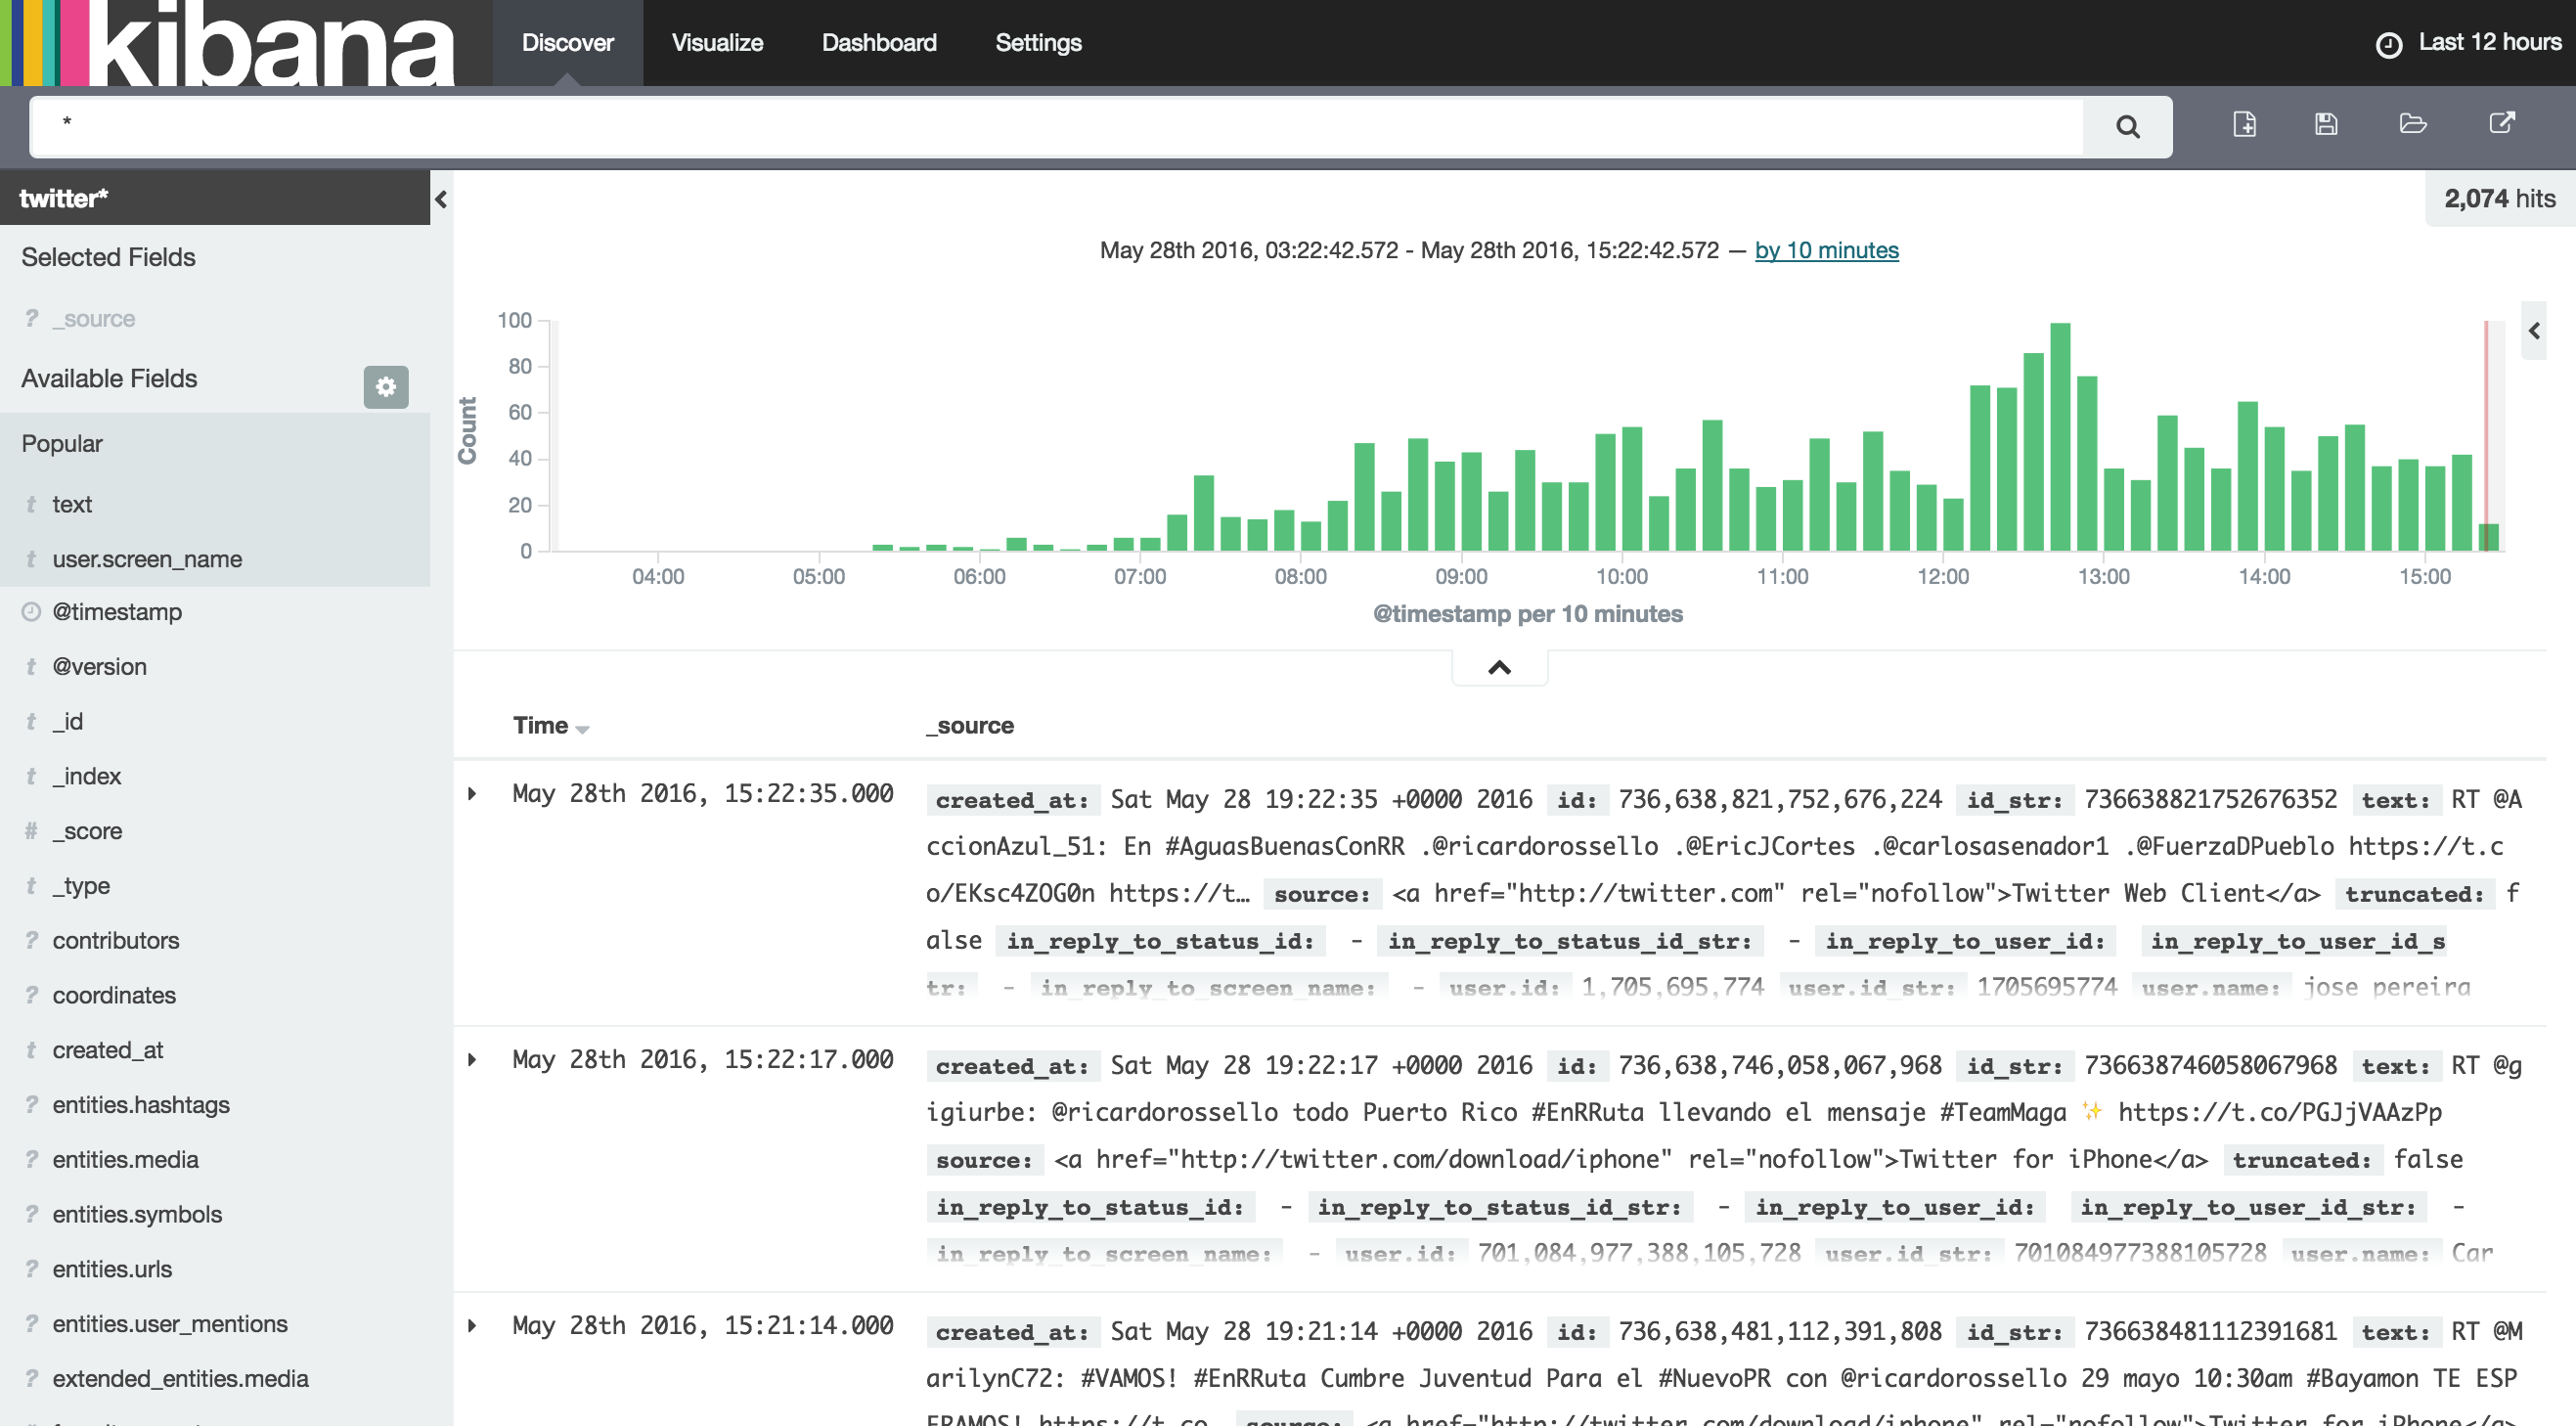 kibana
Discover Visualize Dashboard Settings Last 12 hours
*
twitter*
2,074 hits
Selected Fields
? _source
Available Fields
Popular
t text
t user.screen_name
@timestamp
t @version
t _id
t _index
# _score
t _type
? contributors
? coordinates
t created_at
? entities.hashtags
? entities.media
? entities.symbols
? entities.urls
? entities.user_mentions
? extended_entities.media
May 28th 2016, 03:22:42.572 - May 28th 2016, 15:22:42.572 — by 10 minutes
Count
100
80
60
40
20
0
04:00 05:00 06:00 07:00 08:00 09:00 10:00 11:00 12:00 13:00 14:00 15:00
@timestamp per 10 minutes
Time _source
May 28th 2016, 15:22:35.000 created_at: Sat May 28 19:22:35 +0000 2016 id: 736,638,821,752,676,224 id_str: 736638821752676352 text: RT @A
ccionAzul_51: En #AguasBuenasConRR .@ricardorossello .@EricJCortes .@carlosasenador1 .@FuerzaDPueblo https://t.c
o/EKsc4ZOG0n https://t… source: <a href="http://twitter.com" rel="nofollow">Twitter Web Client</a> truncated: f
alse in_reply_to_status_id: - in_reply_to_status_id_str: - in_reply_to_user_id: in_reply_to_user_id_s
tr: - in_reply_to_screen_name: - user.id: 1,705,695,774 user.id_str: 1705695774 user.name: jose pereira
May 28th 2016, 15:22:17.000 created_at: Sat May 28 19:22:17 +0000 2016 id: 736,638,746,058,067,968 id_str: 736638746058067968 text: RT @g
igiurbe: @ricardorossello todo Puerto Rico #EnRRuta llevando el mensaje #TeamMaga ✨ https://t.co/PGJjVAAzPp
source: <a href="http://twitter.com/download/iphone" rel="nofollow">Twitter for iPhone</a> truncated: false
in_reply_to_status_id: - in_reply_to_status_id_str: - in_reply_to_user_id: in_reply_to_user_id_str: -
in_reply_to_screen_name: - user.id: 701,084,977,388,105,728 user.id_str: 701084977388105728 user.name: Car
May 28th 2016, 15:21:14.000 created_at: Sat May 28 19:21:14 +0000 2016 id: 736,638,481,112,391,808 id_str: 736638481112391681 text: RT @M
arilynC72: #VAMOS! #EnRRuta Cumbre Juventud Para el #NuevoPR con @ricardorossello 29 mayo 10:30am #Bayamon TE ESP
ERAMOS! https://t.co… source: <a href="http://twitter.com/download/iphone" rel="nofollow">Twitter for iPhone</a>